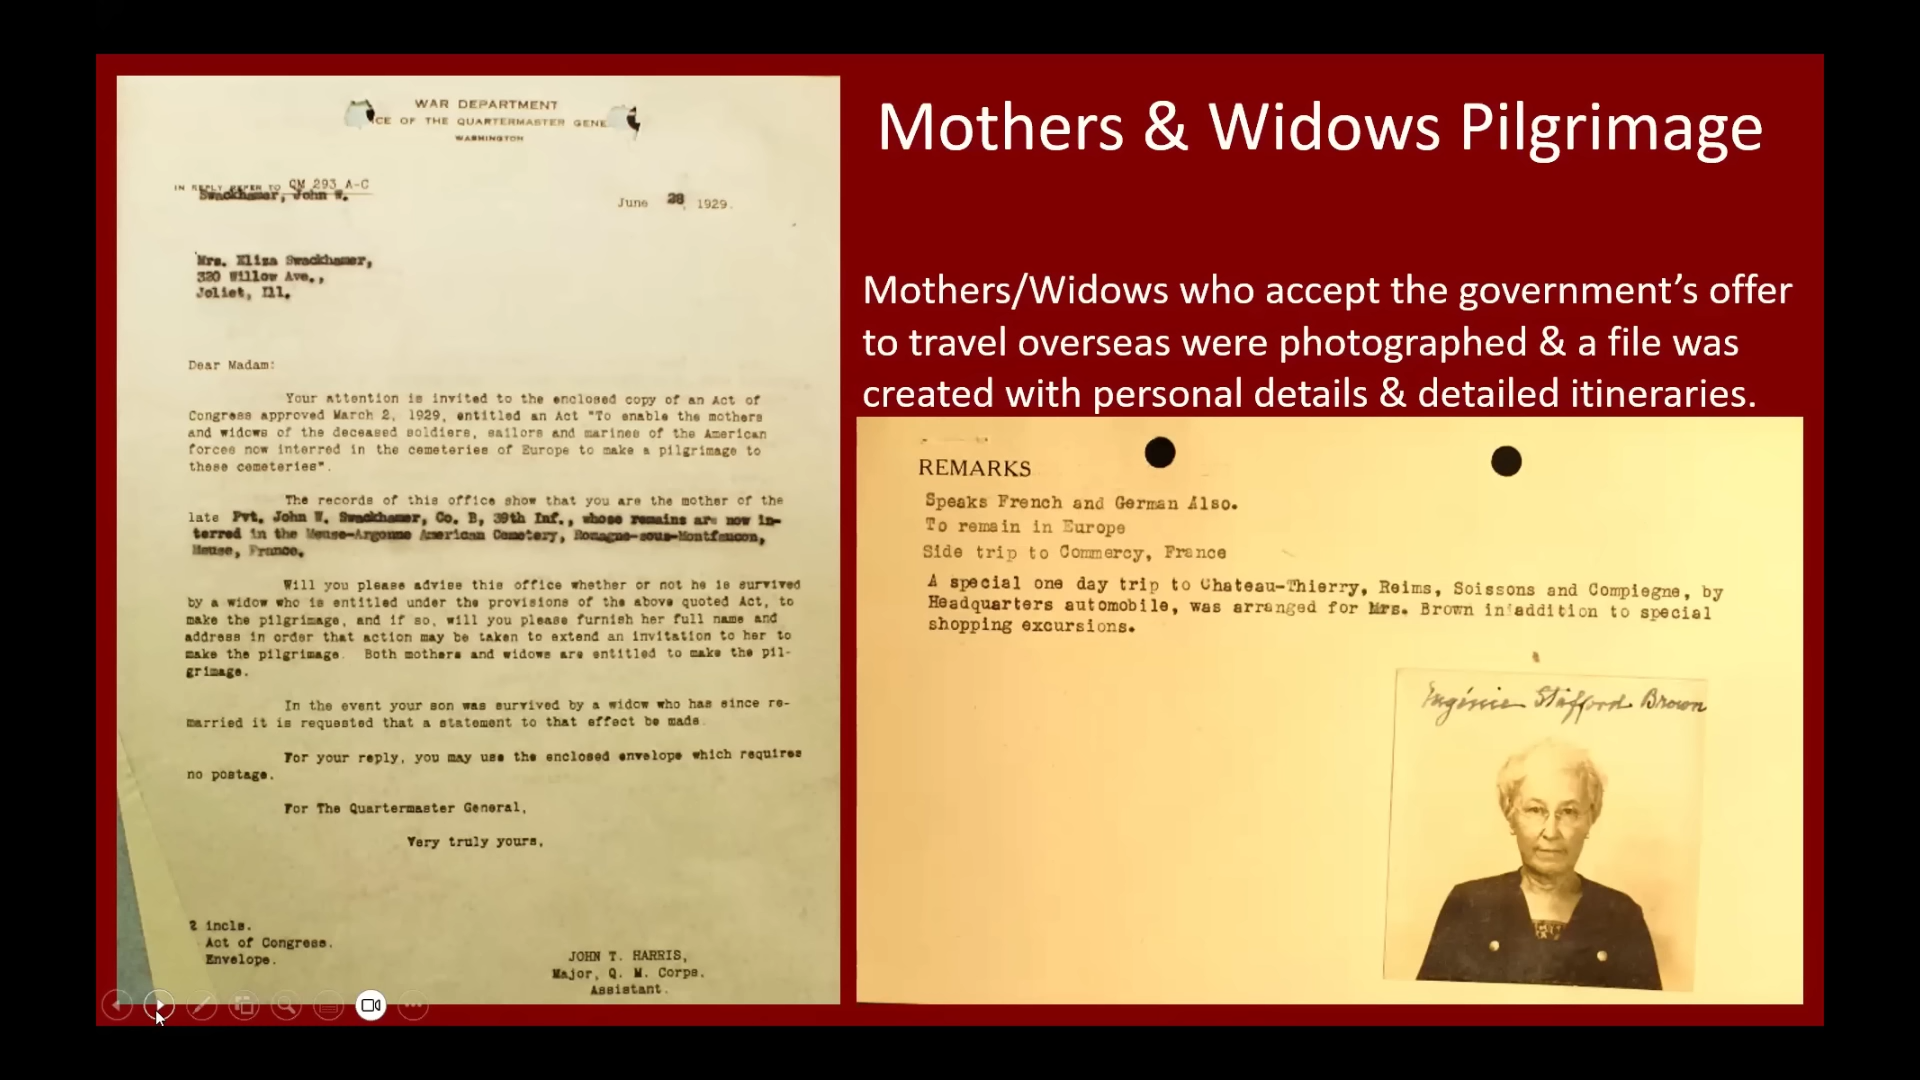 WAR DEPARTMENT
CE OF THE QUARTERMASTER GENE
WASHINGTON
IN REPLY REFER TO QM 293 A-C
Swackhamer, John W.
June 28, 1929.
Mrs. Eliza Swackhamer,
320 Willow Ave.,
Joliet, Ill.
Dear Madam:
Your attention is invited to the enclosed copy of an Act of
Congress approved March 2, 1929, entitled an Act "To enable the mothers
and widows of the deceased soldiers, sailors and marines of the American
forces now interred in the cemeteries of Europe to make a pilgrimage to
these cemeteries".
The records of this office show that you are the mother of the
late Pvt. John W. Swackhamer, Co. B, 39th Inf., whose remains are now in-
terred in the Meuse-Argonne American Cemetery, Romagne-sous-Montfaucon,
Meuse, France.
Will you please advise this office whether or not he is survived
by a widow who is entitled under the provisions of the above quoted Act, to
make the pilgrimage, and if so, will you please furnish her full name and
address in order that action may be taken to extend an invitation to her to
make the pilgrimage. Both mothers and widows are entitled to make the pil-
grimage.
In the event your son was survived by a widow who has since re-
married it is requested that a statement to that effect be made.
For your reply, you may use the enclosed envelope which requires
no postage.
For The Quartermaster General,
Very truly yours,
2 incls.
Act of Congress.
Envelope.
JOHN T. HARRIS,
Major, Q. M. Corps.
Assistant.
Mothers & Widows Pilgrimage
Mothers/Widows who accept the government’s offer
to travel overseas were photographed & a file was
created with personal details & detailed itineraries.
REMARKS
Speaks French and German Also.
To remain in Europe
Side trip to Commercy, France
A special one day trip to Chateau-Thierry, Reims, Soissons and Compiegne, by
Headquarters automobile, was arranged for Mrs. Brown in addition to special
shopping excursions.
Eugénie Stafford Brown